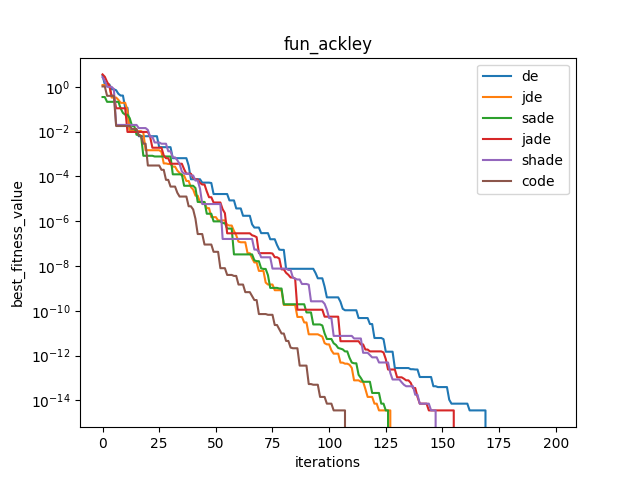 fun_ackley
de
jde
sade
jade
shade
code
best_fitness_value
10^0
10^-2
10^-4
10^-6
10^-8
10^-10
10^-12
10^-14
0 25 50 75 100 125 150 175 200
iterations